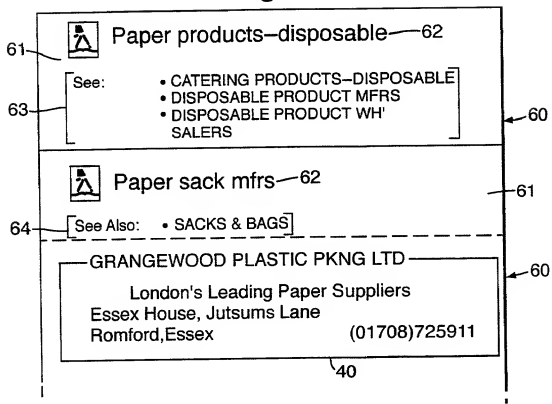 61
Paper products–disposable 62
63
See: • CATERING PRODUCTS–DISPOSABLE
• DISPOSABLE PRODUCT MFRS
• DISPOSABLE PRODUCT WH'
SALERS
60
Paper sack mfrs 62
61
64
See Also: • SACKS & BAGS
GRANGEWOOD PLASTIC PKNG LTD
60
London's Leading Paper Suppliers
Essex House, Jutsums Lane
Romford,Essex (01708)725911
40